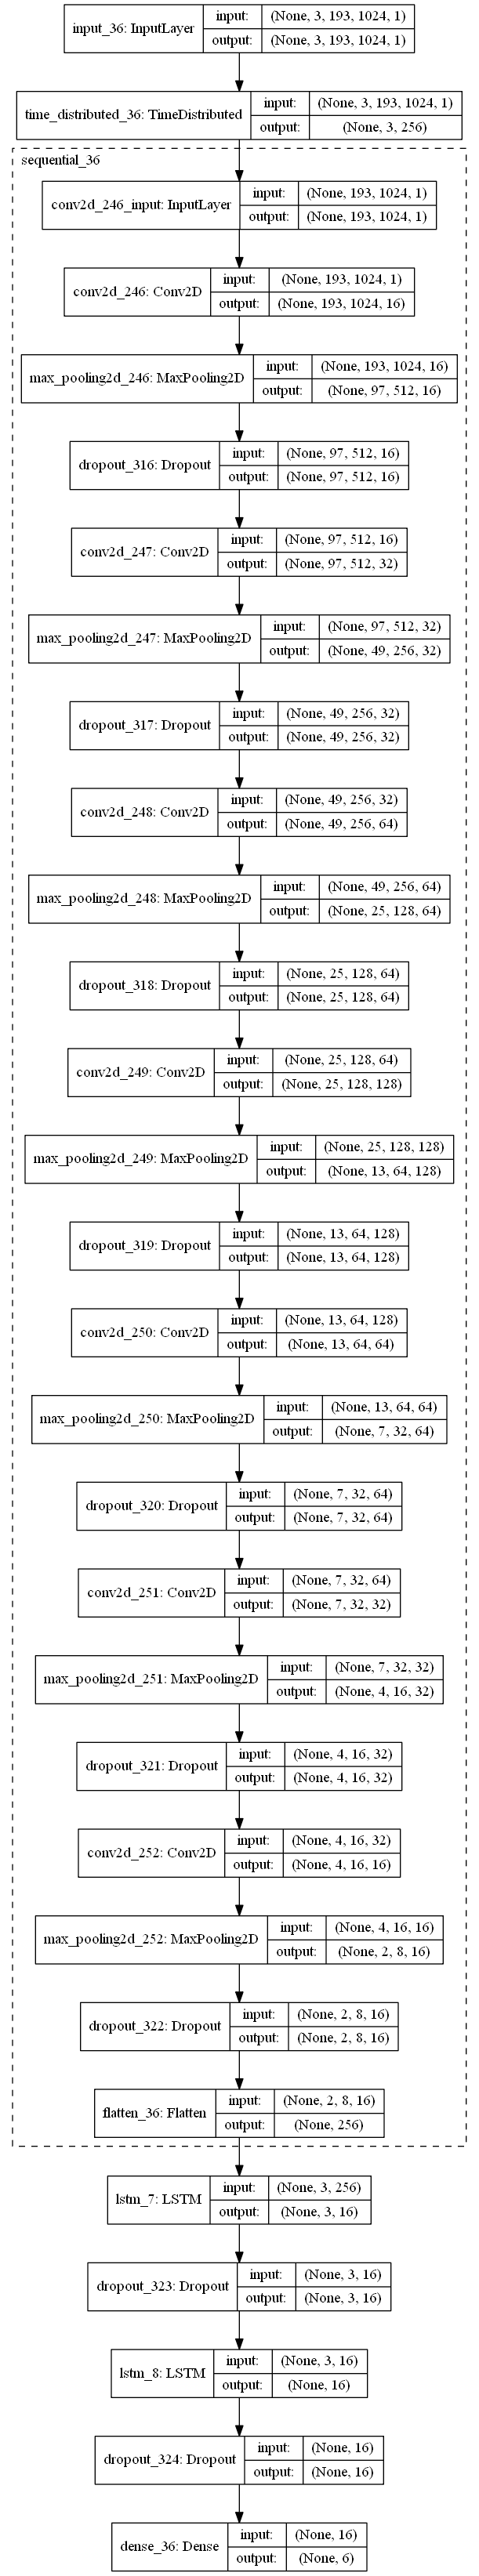 input_36: InputLayer
input:
(None, 3, 193, 1024, 1)
output:
(None, 3, 193, 1024, 1)
time_distributed_36: TimeDistributed
input:
(None, 3, 193, 1024, 1)
output:
(None, 3, 256)
sequential_36
conv2d_246_input: InputLayer
input:
(None, 193, 1024, 1)
output:
(None, 193, 1024, 1)
conv2d_246: Conv2D
input:
(None, 193, 1024, 1)
output:
(None, 193, 1024, 16)
max_pooling2d_246: MaxPooling2D
input:
(None, 193, 1024, 16)
output:
(None, 97, 512, 16)
dropout_316: Dropout
input:
(None, 97, 512, 16)
output:
(None, 97, 512, 16)
conv2d_247: Conv2D
input:
(None, 97, 512, 16)
output:
(None, 97, 512, 32)
max_pooling2d_247: MaxPooling2D
input:
(None, 97, 512, 32)
output:
(None, 49, 256, 32)
dropout_317: Dropout
input:
(None, 49, 256, 32)
output:
(None, 49, 256, 32)
conv2d_248: Conv2D
input:
(None, 49, 256, 32)
output:
(None, 49, 256, 64)
max_pooling2d_248: MaxPooling2D
input:
(None, 49, 256, 64)
output:
(None, 25, 128, 64)
dropout_318: Dropout
input:
(None, 25, 128, 64)
output:
(None, 25, 128, 64)
conv2d_249: Conv2D
input:
(None, 25, 128, 64)
output:
(None, 25, 128, 128)
max_pooling2d_249: MaxPooling2D
input:
(None, 25, 128, 128)
output:
(None, 13, 64, 128)
dropout_319: Dropout
input:
(None, 13, 64, 128)
output:
(None, 13, 64, 128)
conv2d_250: Conv2D
input:
(None, 13, 64, 128)
output:
(None, 13, 64, 64)
max_pooling2d_250: MaxPooling2D
input:
(None, 13, 64, 64)
output:
(None, 7, 32, 64)
dropout_320: Dropout
input:
(None, 7, 32, 64)
output:
(None, 7, 32, 64)
conv2d_251: Conv2D
input:
(None, 7, 32, 64)
output:
(None, 7, 32, 32)
max_pooling2d_251: MaxPooling2D
input:
(None, 7, 32, 32)
output:
(None, 4, 16, 32)
dropout_321: Dropout
input:
(None, 4, 16, 32)
output:
(None, 4, 16, 32)
conv2d_252: Conv2D
input:
(None, 4, 16, 32)
output:
(None, 4, 16, 16)
max_pooling2d_252: MaxPooling2D
input:
(None, 4, 16, 16)
output:
(None, 2, 8, 16)
dropout_322: Dropout
input:
(None, 2, 8, 16)
output:
(None, 2, 8, 16)
flatten_36: Flatten
input:
(None, 2, 8, 16)
output:
(None, 256)
lstm_7: LSTM
input:
(None, 3, 256)
output:
(None, 3, 16)
dropout_323: Dropout
input:
(None, 3, 16)
output:
(None, 3, 16)
lstm_8: LSTM
input:
(None, 3, 16)
output:
(None, 16)
dropout_324: Dropout
input:
(None, 16)
output:
(None, 16)
dense_36: Dense
input:
(None, 16)
output:
(None, 6)